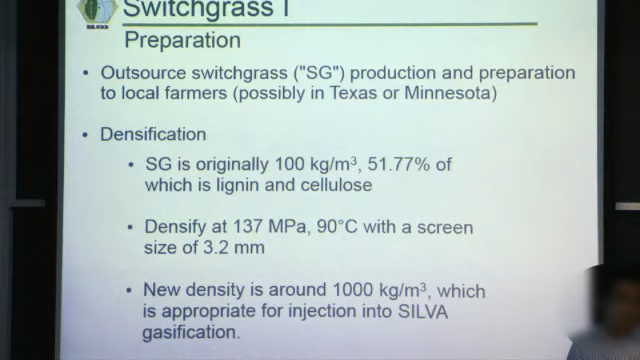 Switchgrass I
Preparation
• Outsource switchgrass ("SG") production and preparation
to local farmers (possibly in Texas or Minnesota)
• Densification
• SG is originally 100 kg/m³, 51.77% of
which is lignin and cellulose
• Densify at 137 MPa, 90°C with a screen
size of 3.2 mm
• New density is around 1000 kg/m³, which
is appropriate for injection into SILVA
gasification.